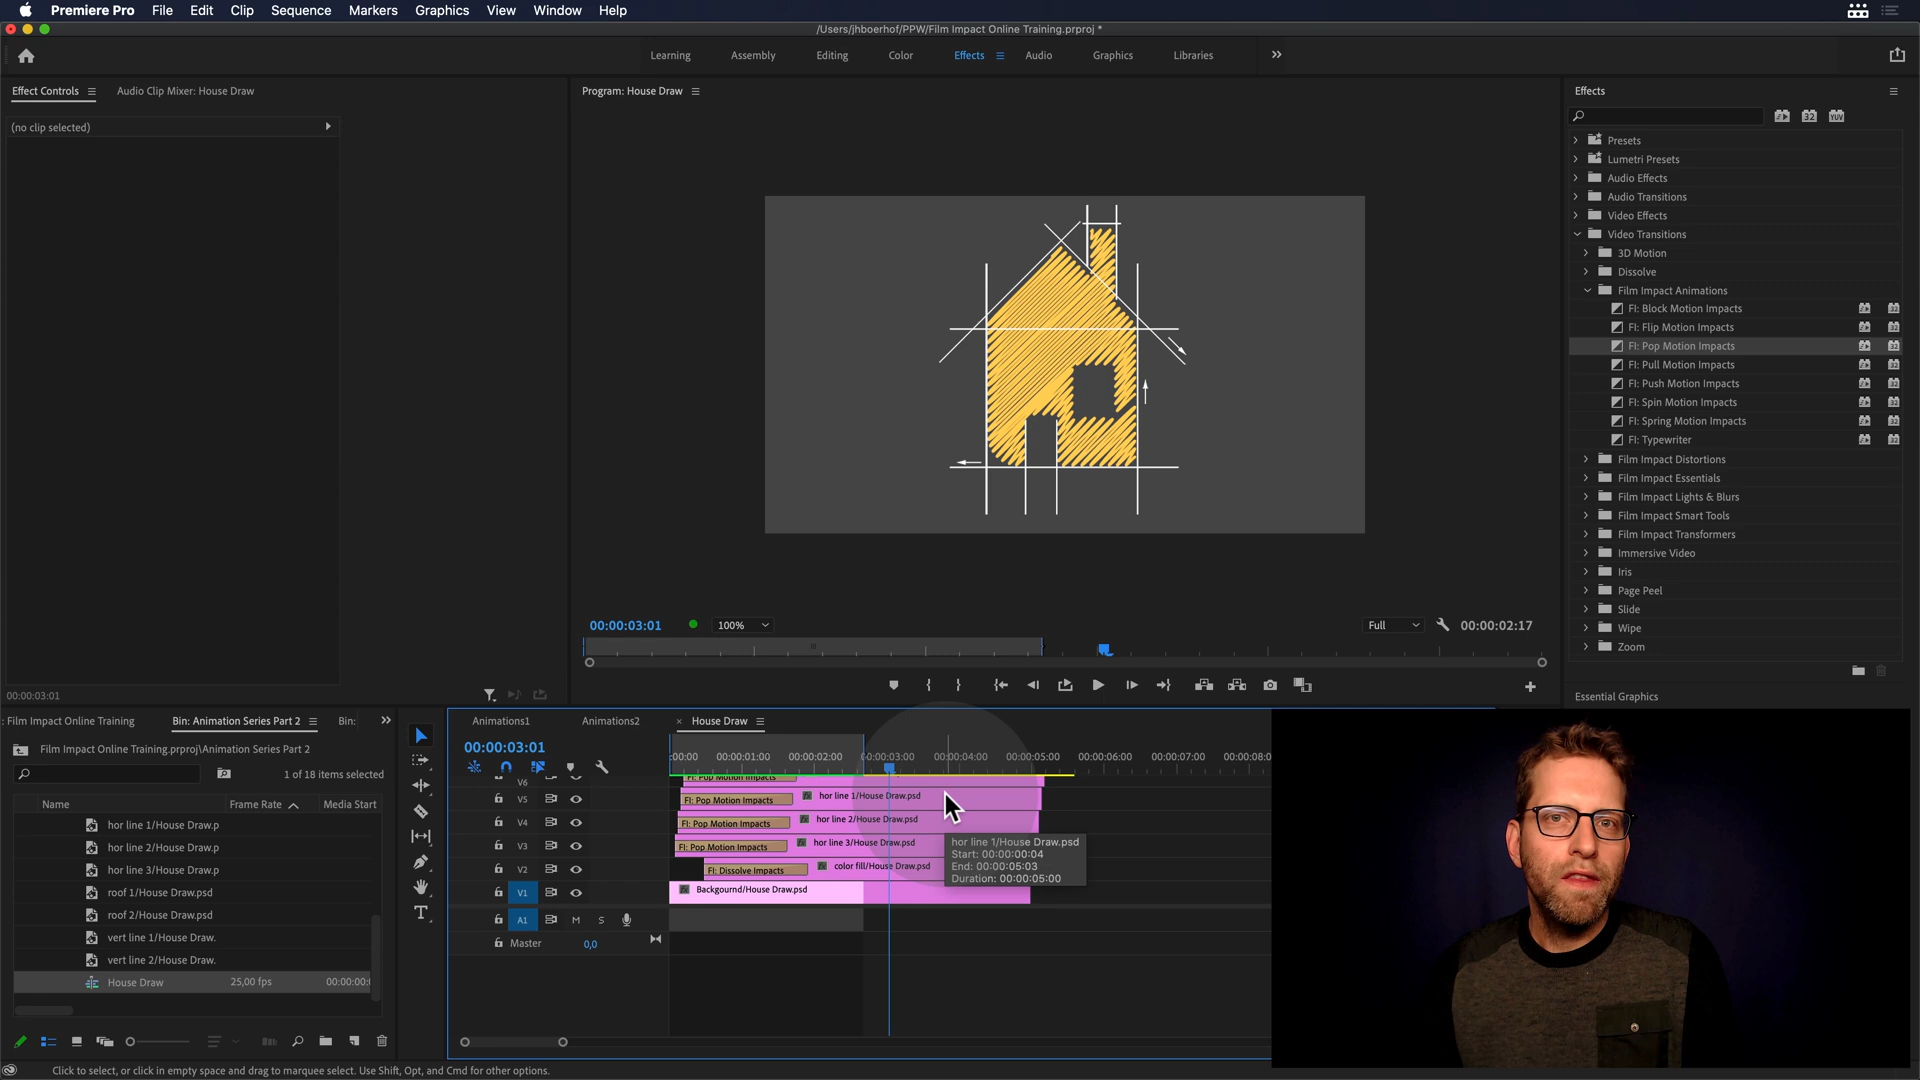 Premiere Pro File Edit Clip Sequence Markers Graphics View Window Help
/Users/jhboerhof/PPW/Film Impact Online Training.prproj *
Learning Assembly Editing Color Effects Audio Graphics Libraries
Effect Controls Audio Clip Mixer: House Draw
(no clip selected)
00:00:03:01
Program: House Draw
00:00:03:01 100% Full 00:00:02:17
Effects
32 YUV
Presets
Lumetri Presets
Audio Effects
Audio Transitions
Video Effects
Video Transitions
3D Motion
Dissolve
Film Impact Animations
FI: Block Motion Impacts
FI: Flip Motion Impacts
FI: Pop Motion Impacts
FI: Pull Motion Impacts
FI: Push Motion Impacts
FI: Spin Motion Impacts
FI: Spring Motion Impacts
FI: Typewriter
Film Impact Distortions
Film Impact Essentials
Film Impact Lights & Blurs
Film Impact Smart Tools
Film Impact Transformers
Immersive Video
Iris
Page Peel
Slide
Wipe
Zoom
Essential Graphics
: Film Impact Online Training Bin: Animation Series Part 2 Bin:
Film Impact Online Training.prproj\Animation Series Part 2
1 of 18 items selected
Name Frame Rate Media Start
hor line 1/House Draw.p
hor line 2/House Draw.p
hor line 3/House Draw.p
roof 1/House Draw.psd
roof 2/House Draw.psd
vert line 1/House Draw.
vert line 2/House Draw.
House Draw 25,00 fps 00:00:00:
Animations1 Animations2 × House Draw
00:00:03:01
:00:00 00:00:01:00 00:00:02:00 00:00:03:00 00:00:04:00 00:00:05:00 00:00:06:00 00:00:07:00 00:00:08:0
V6 FI: Pop Motion Impacts
V5 FI: Pop Motion Impacts hor line 1/House Draw.psd
V4 FI: Pop Motion Impacts hor line 2/House Draw.psd
V3 FI: Pop Motion Impacts hor line 3/House Draw.psd
V2 FI: Dissolve Impacts color fill/House Draw.psd
V1 Backgournd/House Draw.psd
A1 M S
Master 0,0
hor line 1/House Draw.psd
Start: 00:00:00:04
End: 00:00:05:03
Duration: 00:00:05:00
Click to select, or click in empty space and drag to marquee select. Use Shift, Opt, and Cmd for other options.